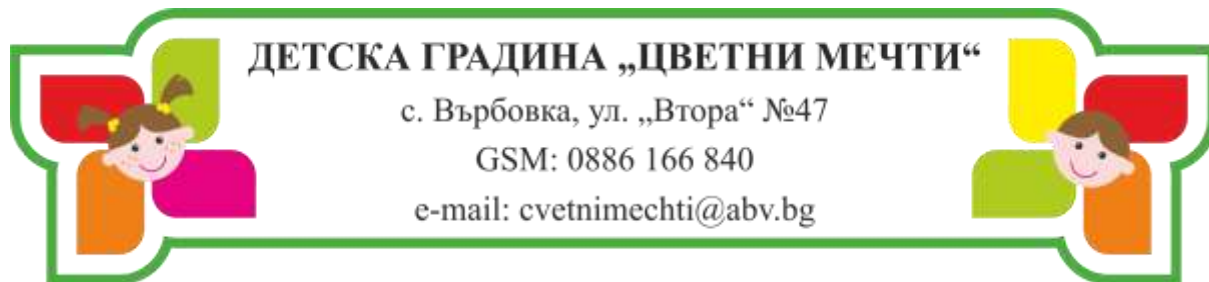 ДЕТСКА ГРАДИНА „ЦВЕТНИ МЕЧТИ“
с. Върбовка, ул. „Втора“ №47
GSM: 0886 166 840
e-mail: cvetnimechti@abv.bg